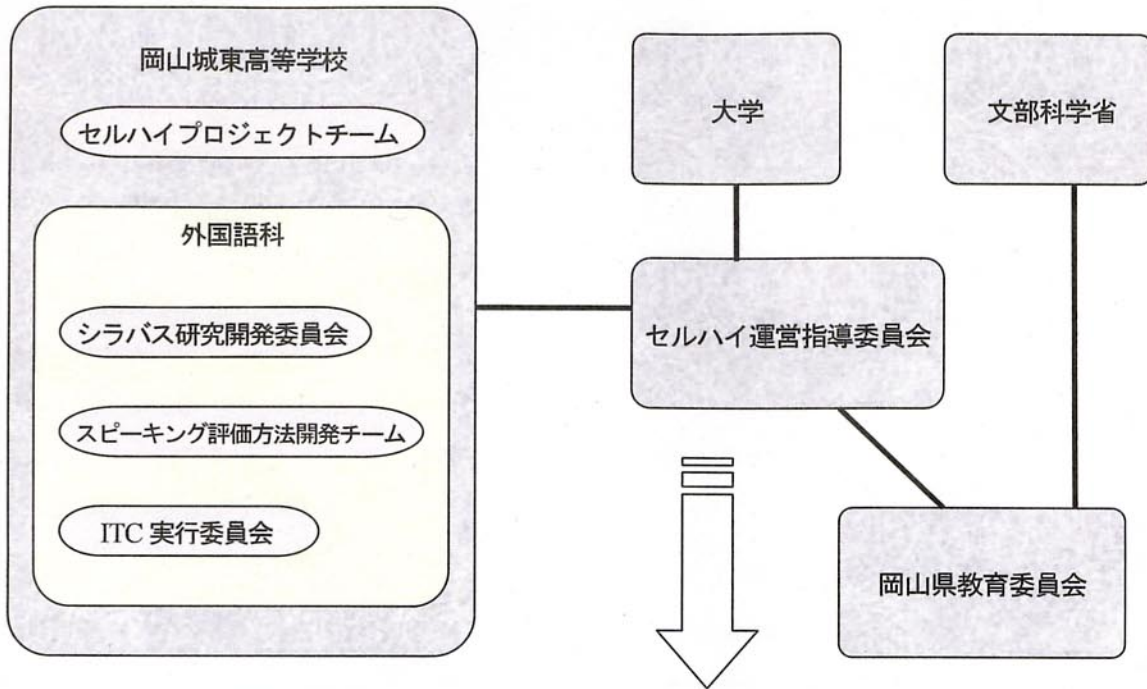 岡山城東高等学校
セルハイプロジェクトチーム
外国語科
シラバス研究開発委員会
スピーキング評価方法開発チーム
ITC 実行委員会
大学
文部科学省
セルハイ運営指導委員会
岡山県教育委員会